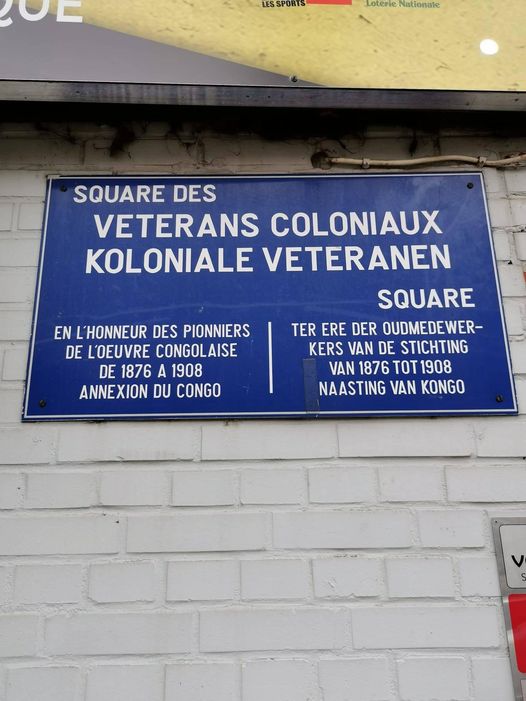 QUE
LES SPORTS
Loterie Nationale
SQUARE DES
VETERANS COLONIAUX
KOLONIALE VETERANEN
SQUARE
EN L'HONNEUR DES PIONNIERS
DE L'OEUVRE CONGOLAISE
DE 1876 A 1908
ANNEXION DU CONGO
TER ERE DER OUDMEDEWER-
KERS VAN DE STICHTING
VAN 1876 TOT 1908
NAASTING VAN KONGO